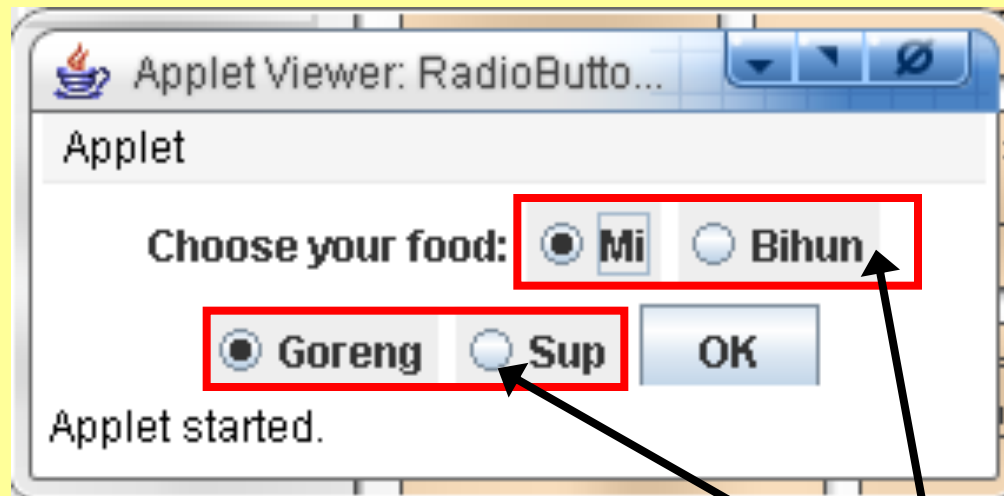 Applet Viewer: RadioButto...
Applet
Choose your food: Mi Bihun
Goreng Sup OK
Applet started.